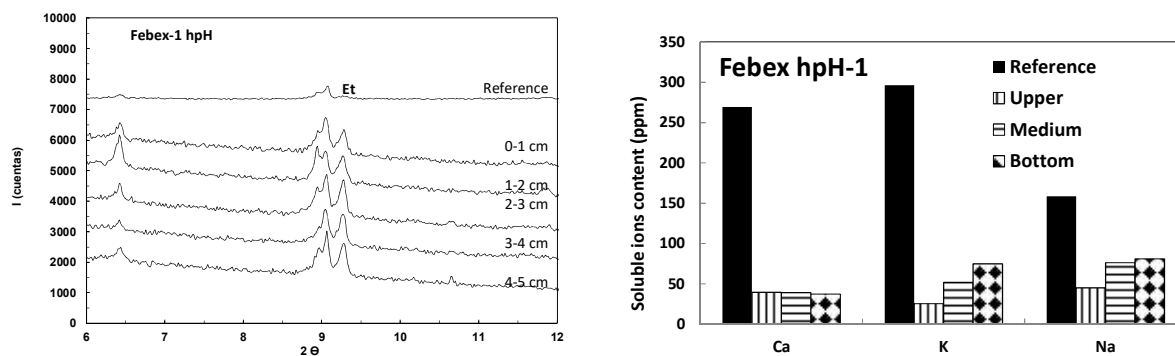 10000
9000
8000
7000
6000
5000
4000
3000
2000
1000
0
I (cuentas)
Febex-1 hpH
Et
Reference
0-1 cm
1-2 cm
2-3 cm
3-4 cm
4-5 cm
6 7 8 9 10 11 12
2 Θ
350
300
250
200
150
100
50
0
Soluble ions content (ppm)
Febex hpH-1
Reference
Upper
Medium
Bottom
Ca K Na